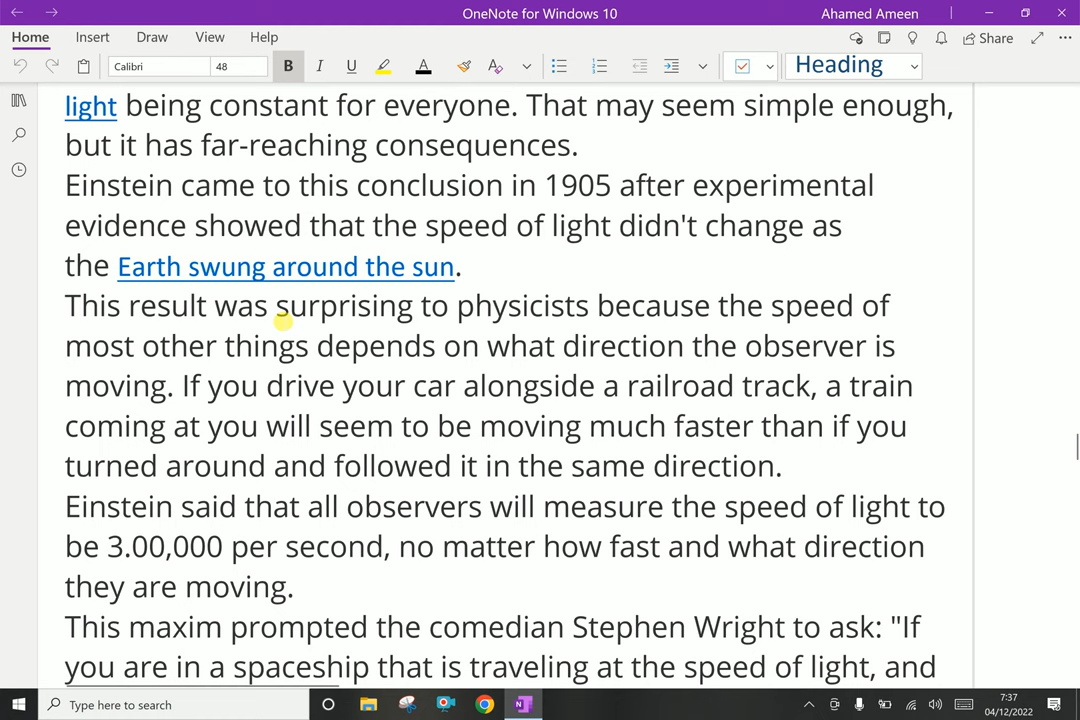 OneNote for Windows 10
Ahamed Ameen
Home Insert Draw View Help
Share
Calibri 48 B I U A Heading
light being constant for everyone. That may seem simple enough,
but it has far-reaching consequences.
Einstein came to this conclusion in 1905 after experimental
evidence showed that the speed of light didn't change as
the Earth swung around the sun.
This result was surprising to physicists because the speed of
most other things depends on what direction the observer is
moving. If you drive your car alongside a railroad track, a train
coming at you will seem to be moving much faster than if you
turned around and followed it in the same direction.
Einstein said that all observers will measure the speed of light to
be 3.00,000 per second, no matter how fast and what direction
they are moving.
This maxim prompted the comedian Stephen Wright to ask: "If
you are in a spaceship that is traveling at the speed of light, and
Type here to search
7:37
04/12/2022